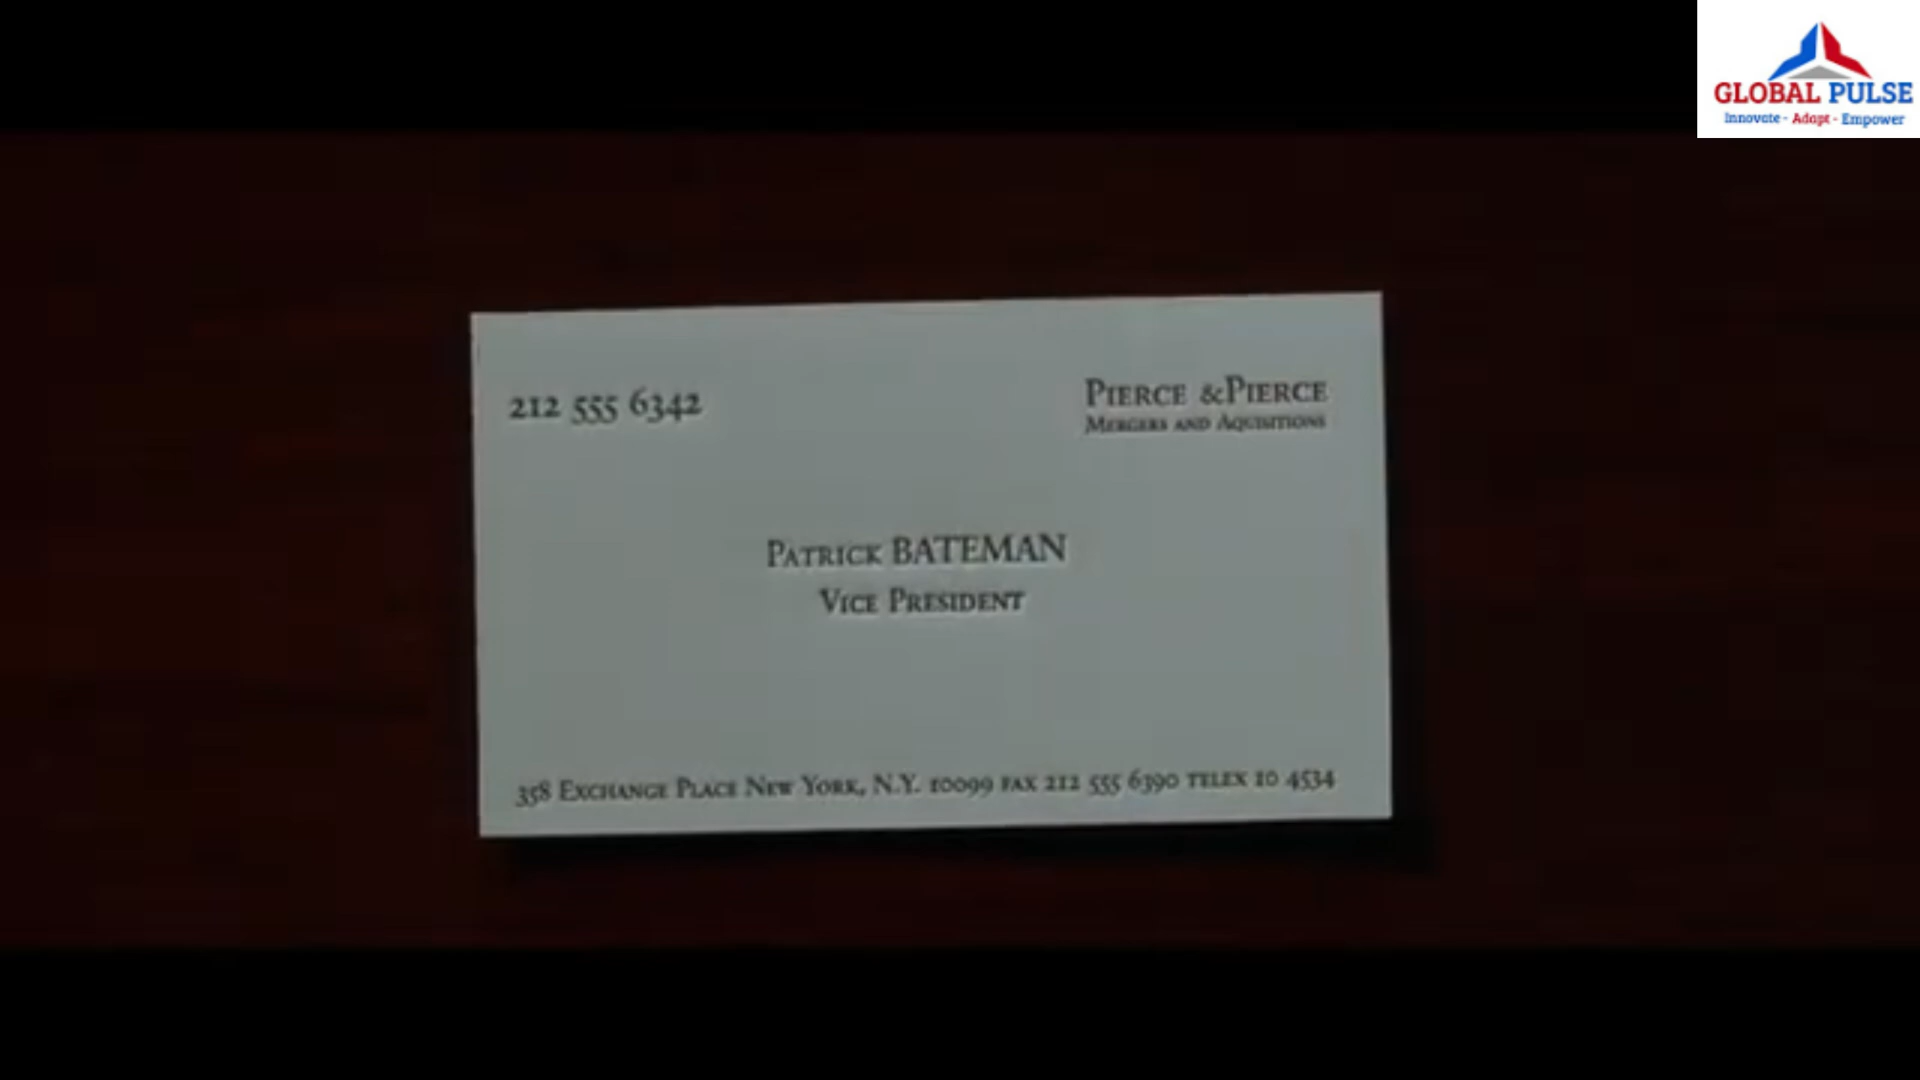 GLOBAL PULSE
Innovate - Adapt - Empower
212 555 6342
PIERCE & PIERCE
MERGERS AND AQUISITIONS
PATRICK BATEMAN
VICE PRESIDENT
358 EXCHANGE PLACE NEW YORK, N.Y. 10099 FAX 212 555 6390 TELEX 10 4534